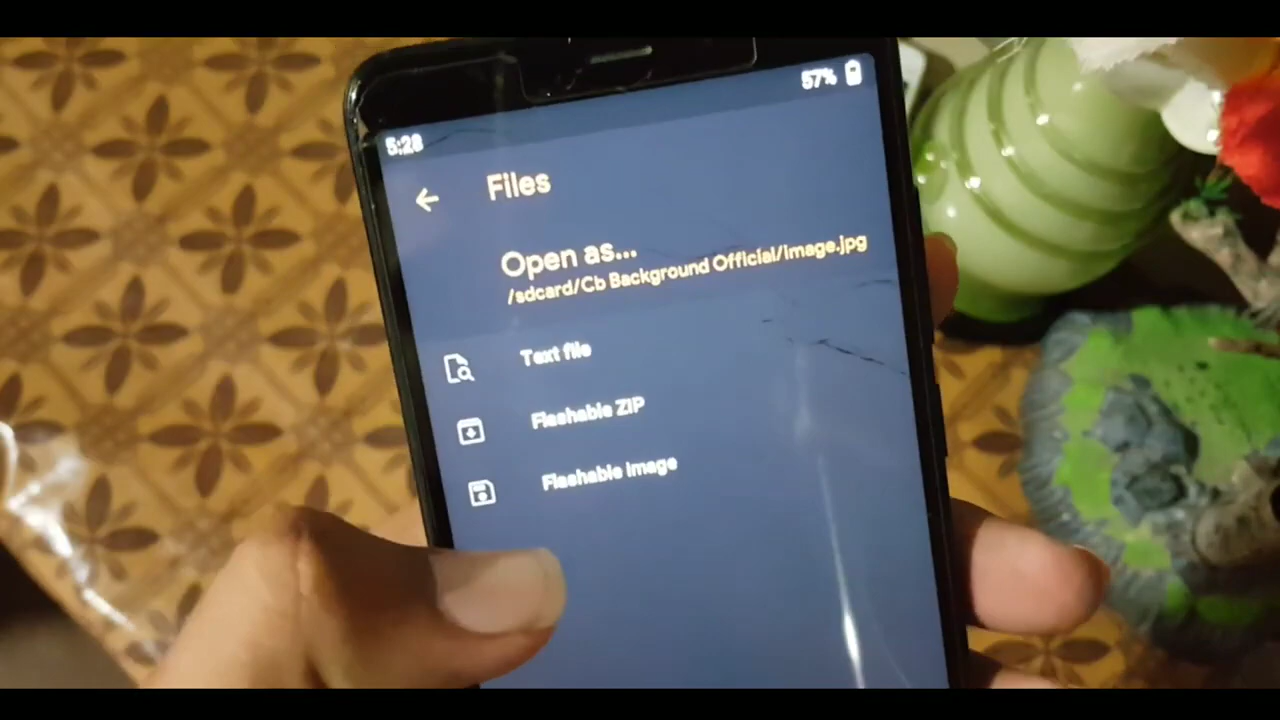 57%
5:28
Files
Open as...
/sdcard/Cb Background Official/image.jpg
Text file
Flashable ZIP
Flashable Image